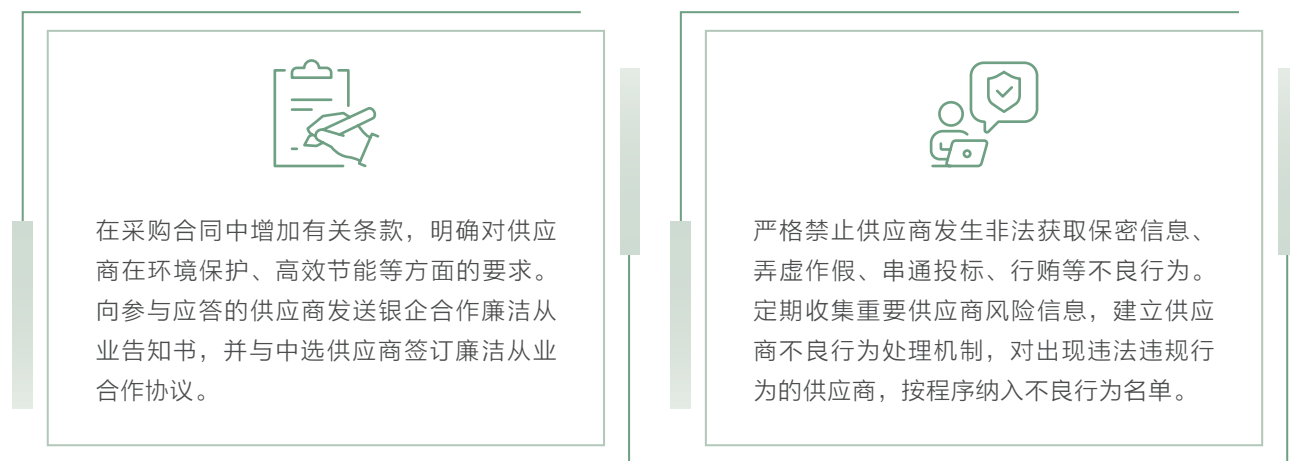 在采购合同中增加有关条款，明确对供应
商在环境保护、高效节能等方面的要求。
向参与应答的供应商发送银企合作廉洁从
业告知书，并与中选供应商签订廉洁从业
合作协议。
严格禁止供应商发生非法获取保密信息、
弄虚作假、串通投标、行贿等不良行为。
定期收集重要供应商风险信息，建立供应
商不良行为处理机制，对出现违法违规行
为的供应商，按程序纳入不良行为名单。